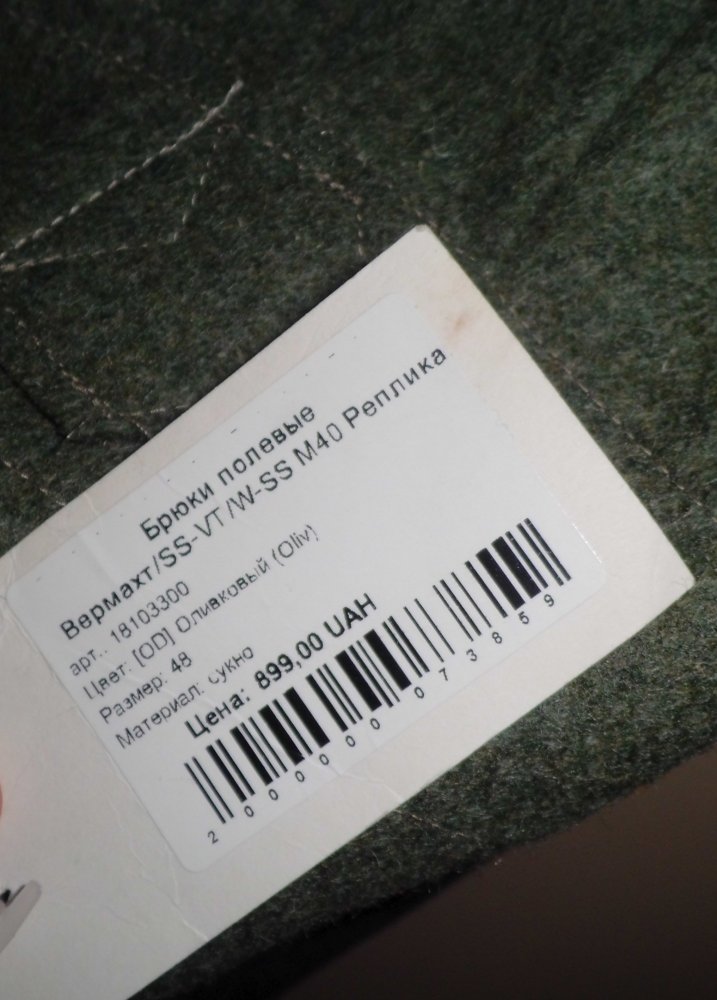 Брюки полевые
Вермахт/SS-VT/W-SS M40 Реплика
арт.: 18103300
Цвет: [OD] Оливковый (Oliv)
Размер: 48
Материал: сукно
Цена: 899,00 UAH
2000000073859